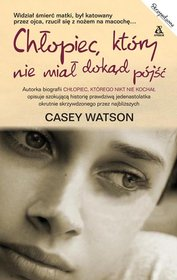 Widział śmierć matki, był katowany
przez ojca, rzucił się z nożem na macochę...
Bestsellery
Chłopiec, który
nie miał dokąd pójść
Autorka biografii CHŁOPIEC, KTÓREGO NIKT NIE KOCHAŁ
opisuje szokującą historię prawdziwą jedenastolatka
okrutnie skrzywdzonego przez najbliższych
CASEY WATSON